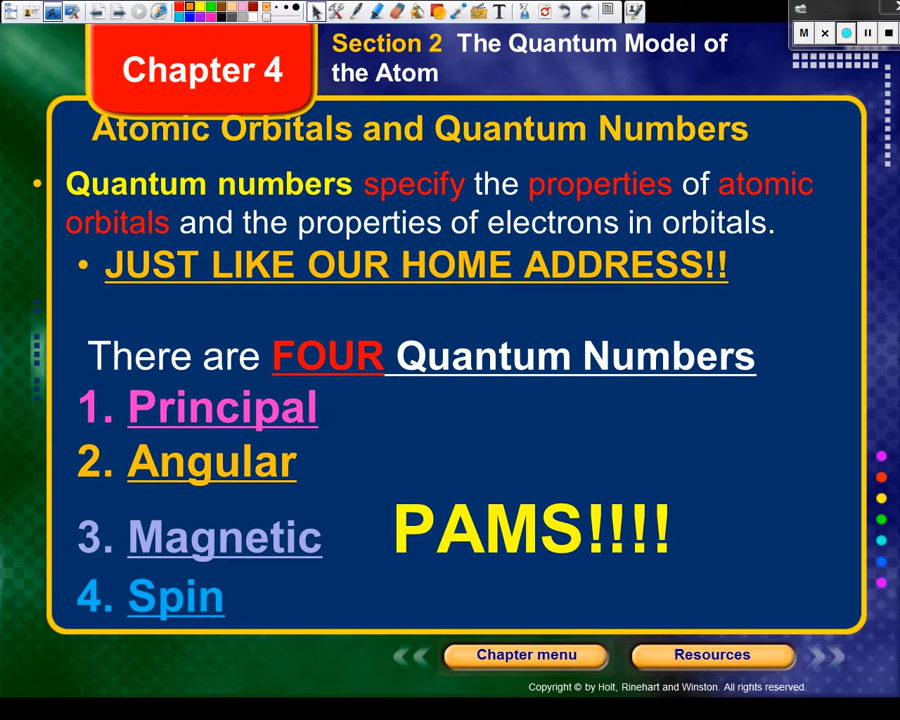 M
Chapter 4
Section 2 The Quantum Model of
the Atom
Atomic Orbitals and Quantum Numbers
• Quantum numbers specify the properties of atomic
orbitals and the properties of electrons in orbitals.
• JUST LIKE OUR HOME ADDRESS!!
There are FOUR Quantum Numbers
1. Principal
2. Angular
3. Magnetic
PAMS!!!!
4. Spin
Chapter menu
Resources
Copyright © by Holt, Rinehart and Winston. All rights reserved.